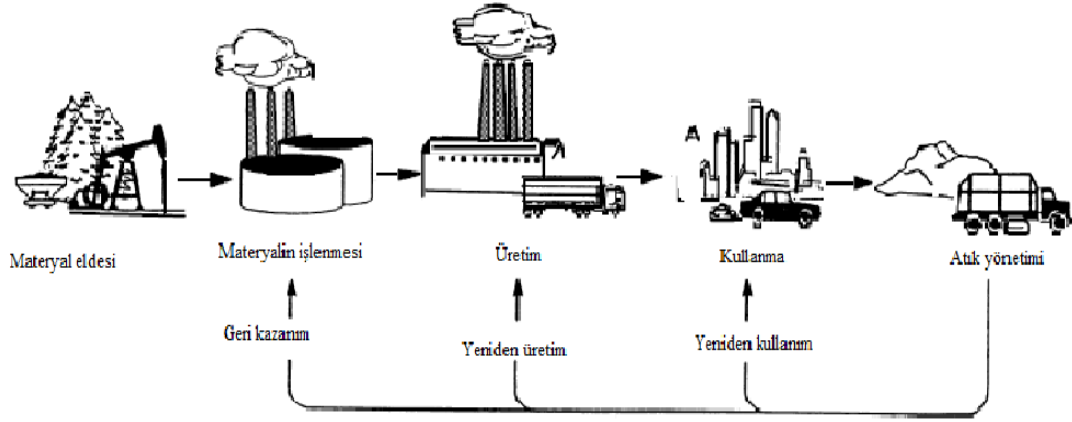 Materyal eldesi
Materyalin işlenmesi
Üretim
Kullanma
Atık yönetimi
Geri kazanım
Yeniden üretim
Yeniden kullanım